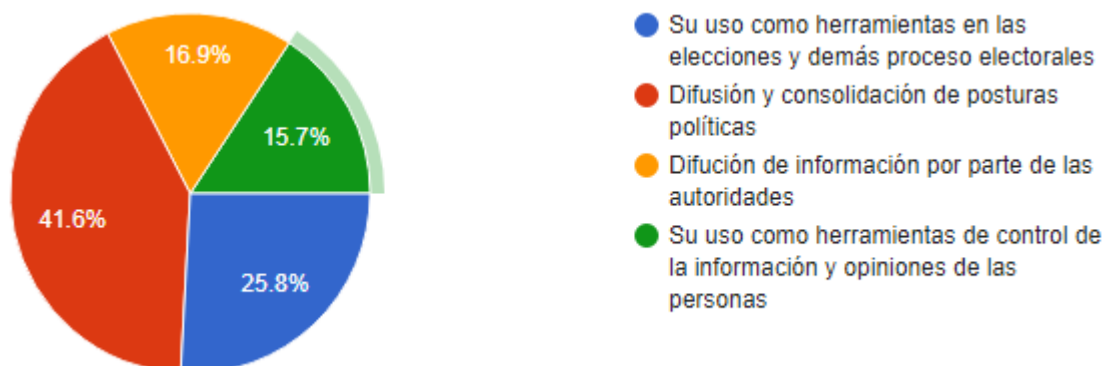 16.9%
15.7%
41.6%
25.8%
Su uso como herramientas en las
elecciones y demás proceso electorales
Difusión y consolidación de posturas
políticas
Difución de información por parte de las
autoridades
Su uso como herramientas de control de
la información y opiniones de las
personas